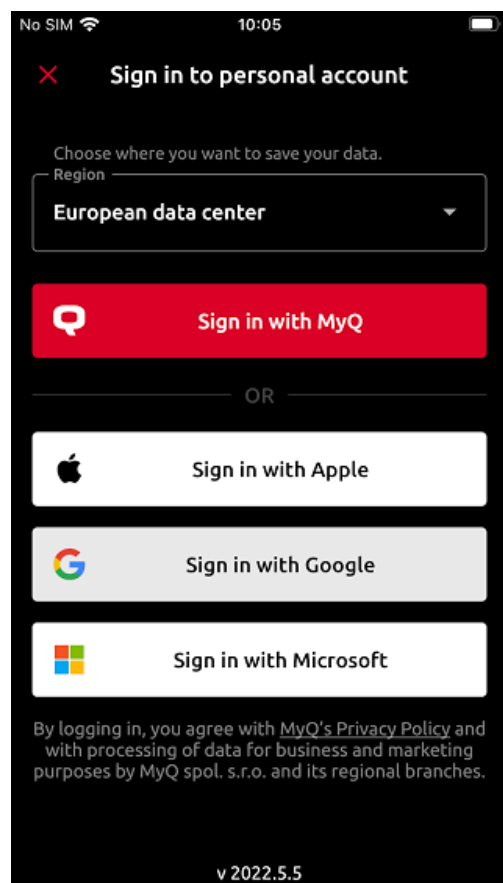 No SIM 10:05
Sign in to personal account
Choose where you want to save your data.
Region
European data center
Sign in with MyQ
OR
Sign in with Apple
Sign in with Google
Sign in with Microsoft
By logging in, you agree with MyQ's Privacy Policy and
with processing of data for business and marketing
purposes by MyQ spol. s.r.o. and its regional branches.
v 2022.5.5